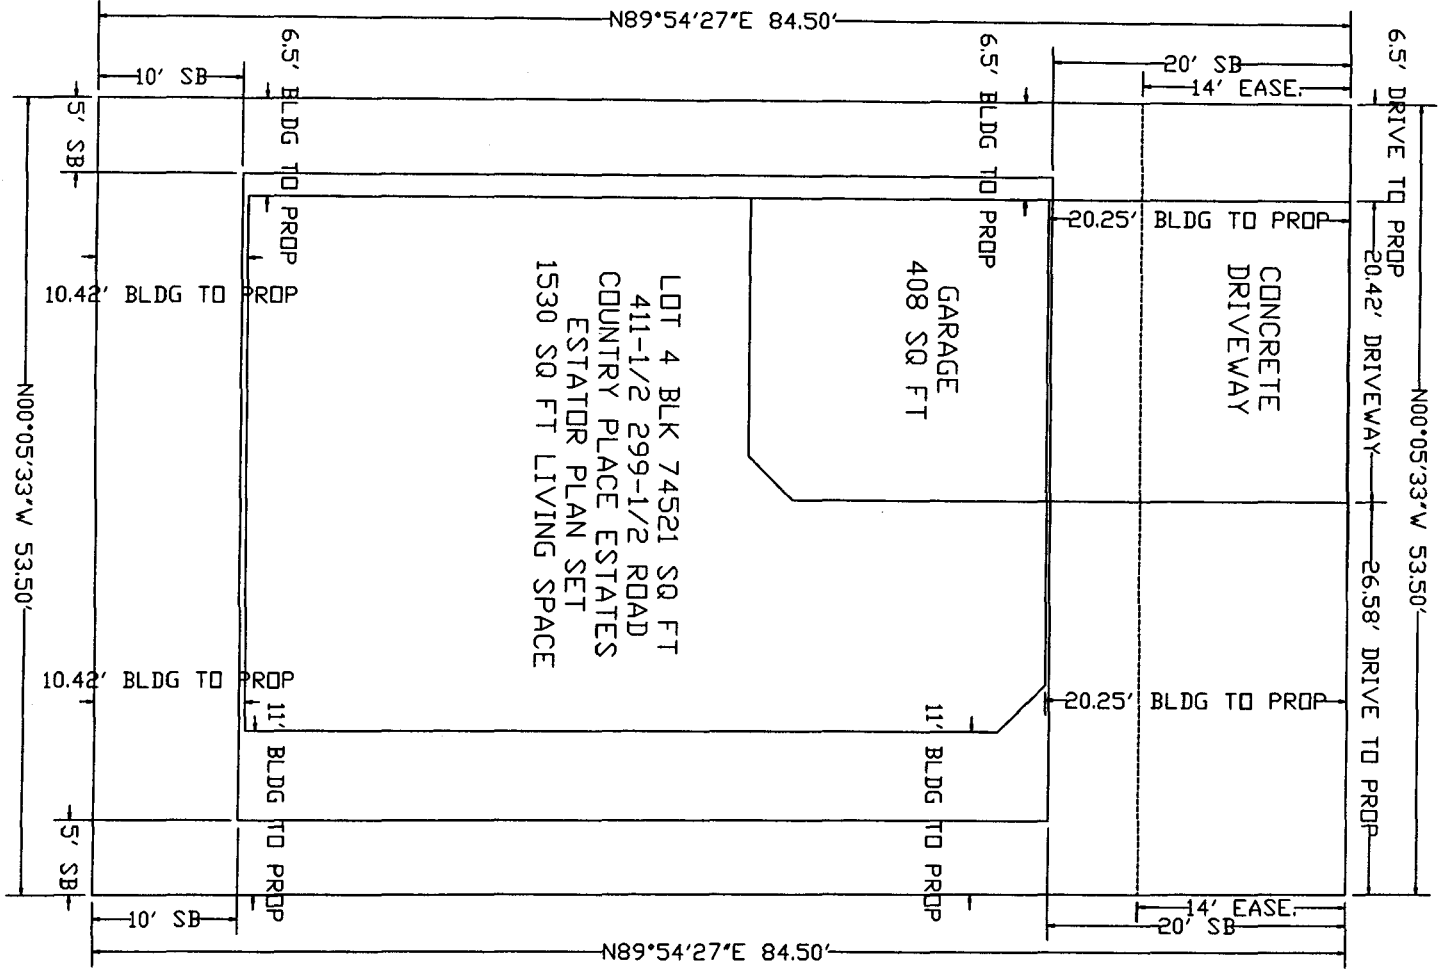 N89°54'27"E 84.50'
10' SB
20' SB
14' EASE.
5' SB
6.5' BLDG TO PROP
6.5' BLDG TO PROP
6.5' DRIVE TO PROP
20.25' BLDG TO PROP
10.42' BLDG TO PROP
CONCRETE
DRIVEWAY
GARAGE
408 SQ FT
20.42' DRIVEWAY
LOT 4 BLK 74521 SQ FT
411-1/2 299-1/2 ROAD
COUNTRY PLACE ESTATES
ESTATOR PLAN SET
1530 SQ FT LIVING SPACE
N00°05'33"W 53.50'
N00°05'33"W 53.50'
26.58' DRIVE TO PROP
10.42' BLDG TO PROP
20.25' BLDG TO PROP
11' BLDG TO PROP
11' BLDG TO PROP
5' SB
10' SB
14' EASE.
20' SB
N89°54'27"E 84.50'